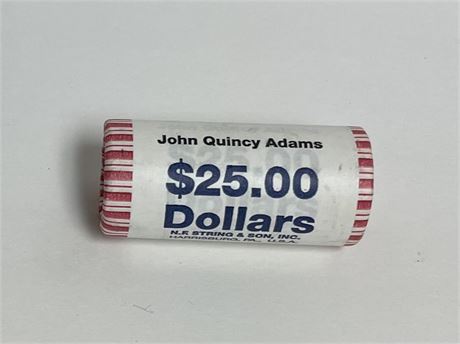 John Quincy Adams
$25.00
Dollars
N.F. STRING & SON, INC.
HARRISBURG, PA., U.S.A.